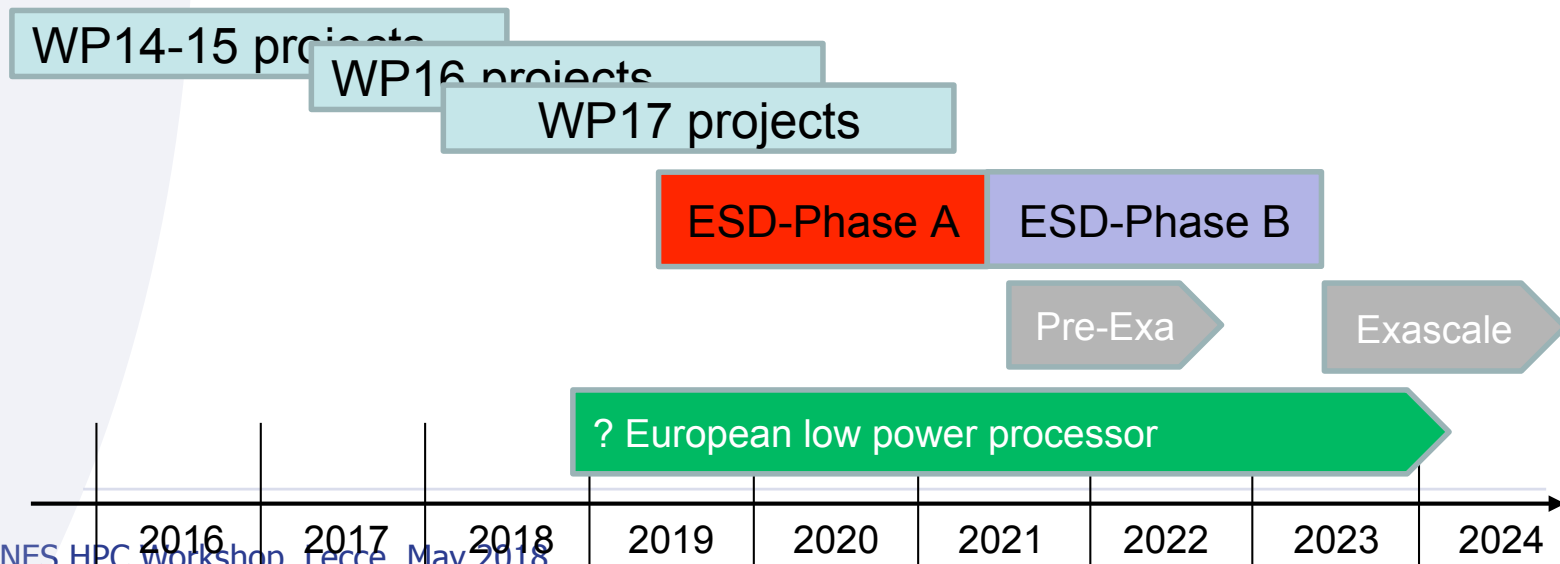 WP14-15 projects
WP16 projects
WP17 projects
ESD-Phase A
ESD-Phase B
Pre-Exa
Exascale
? European low power processor
2016 2017 2018 2019 2020 2021 2022 2023 2024
HPC Workshop, Lecce, May 2018